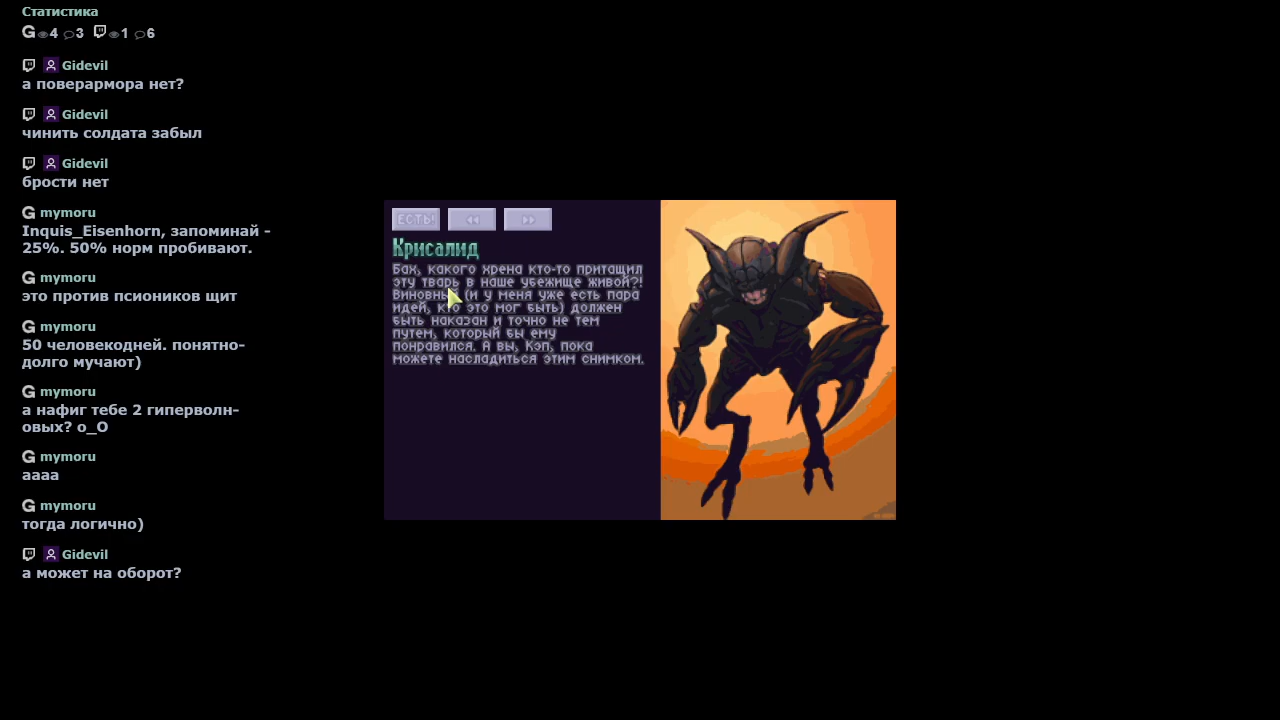 Статистика
4 3 1 6
Gidevil
а поверармора нет?
Gidevil
чинить солдата забыл
Gidevil
брости нет
mymoru
Inquis_Eisenhorn, запоминай -
25%. 50% норм пробивают.
mymoru
это против псиоников щит
mymoru
50 человекодней. понятно-
долго мучают)
mymoru
а нафиг тебе 2 гиперволн-
овых? o_O
mymoru
аааа
mymoru
тогда логично)
Gidevil
а может на оборот?
ЕСТЬ!
Крисалид
Бах, какого хрена кто-то притащил
эту тварь в наше убежище живой?!
Виновный (и у меня уже есть пара
идей, кто это мог быть) должен
быть наказан и точно не тем
путем, который бы ему
понравился. А вы, Кэп, пока
можете насладиться этим снимком.